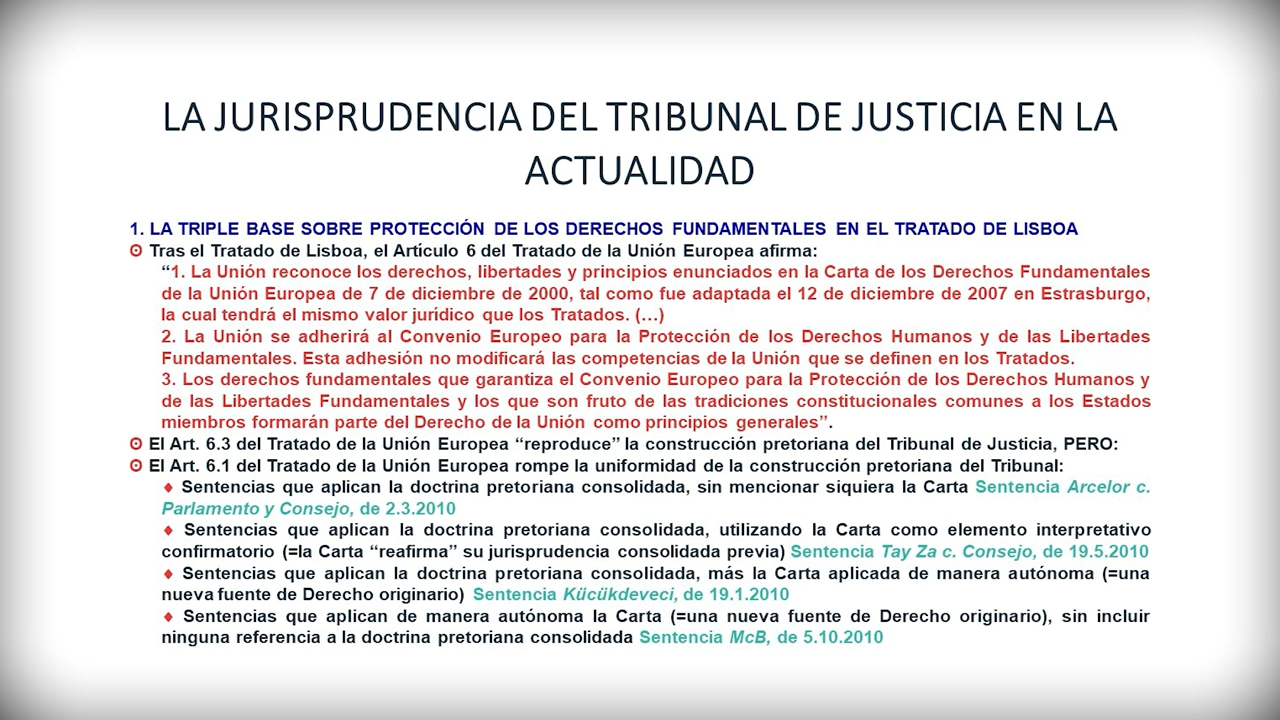 LA JURISPRUDENCIA DEL TRIBUNAL DE JUSTICIA EN LA
ACTUALIDAD
1. LA TRIPLE BASE SOBRE PROTECCIÓN DE LOS DERECHOS FUNDAMENTALES EN EL TRATADO DE LISBOA
⊙ Tras el Tratado de Lisboa, el Artículo 6 del Tratado de la Unión Europea afirma:
“1. La Unión reconoce los derechos, libertades y principios enunciados en la Carta de los Derechos Fundamentales
de la Unión Europea de 7 de diciembre de 2000, tal como fue adaptada el 12 de diciembre de 2007 en Estrasburgo,
la cual tendrá el mismo valor jurídico que los Tratados. (…)
2. La Unión se adherirá al Convenio Europeo para la Protección de los Derechos Humanos y de las Libertades
Fundamentales. Esta adhesión no modificará las competencias de la Unión que se definen en los Tratados.
3. Los derechos fundamentales que garantiza el Convenio Europeo para la Protección de los Derechos Humanos y
de las Libertades Fundamentales y los que son fruto de las tradiciones constitucionales comunes a los Estados
miembros formarán parte del Derecho de la Unión como principios generales”.
⊙ El Art. 6.3 del Tratado de la Unión Europea “reproduce” la construcción pretoriana del Tribunal de Justicia, PERO:
⊙ El Art. 6.1 del Tratado de la Unión Europea rompe la uniformidad de la construcción pretoriana del Tribunal:
♦ Sentencias que aplican la doctrina pretoriana consolidada, sin mencionar siquiera la Carta Sentencia Arcelor c.
Parlamento y Consejo, de 2.3.2010
♦ Sentencias que aplican la doctrina pretoriana consolidada, utilizando la Carta como elemento interpretativo
confirmatorio (=la Carta “reafirma” su jurisprudencia consolidada previa) Sentencia Tay Za c. Consejo, de 19.5.2010
♦ Sentencias que aplican la doctrina pretoriana consolidada, más la Carta aplicada de manera autónoma (=una
nueva fuente de Derecho originario) Sentencia Kücükdeveci, de 19.1.2010
♦ Sentencias que aplican de manera autónoma la Carta (=una nueva fuente de Derecho originario), sin incluir
ninguna referencia a la doctrina pretoriana consolidada Sentencia McB, de 5.10.2010